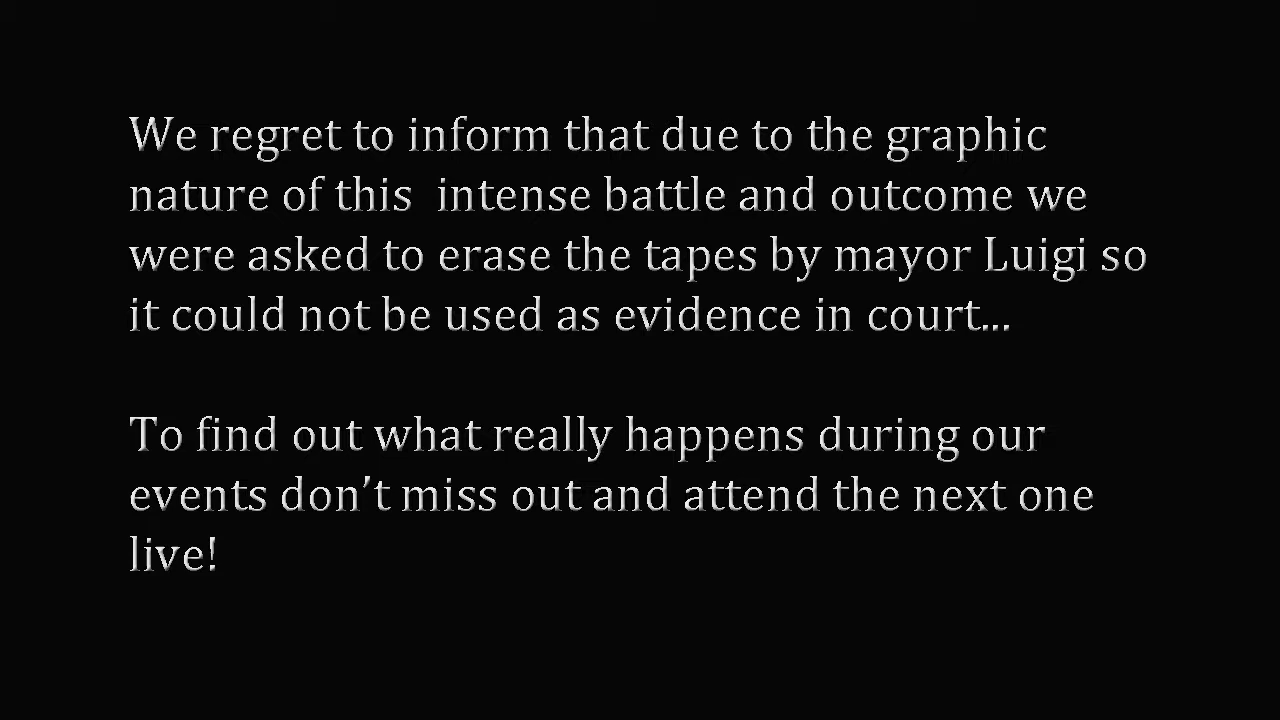 We regret to inform that due to the graphic
nature of this  intense battle and outcome we
were asked to erase the tapes by mayor Luigi so
it could not be used as evidence in court...
To find out what really happens during our
events don’t miss out and attend the next one
live!